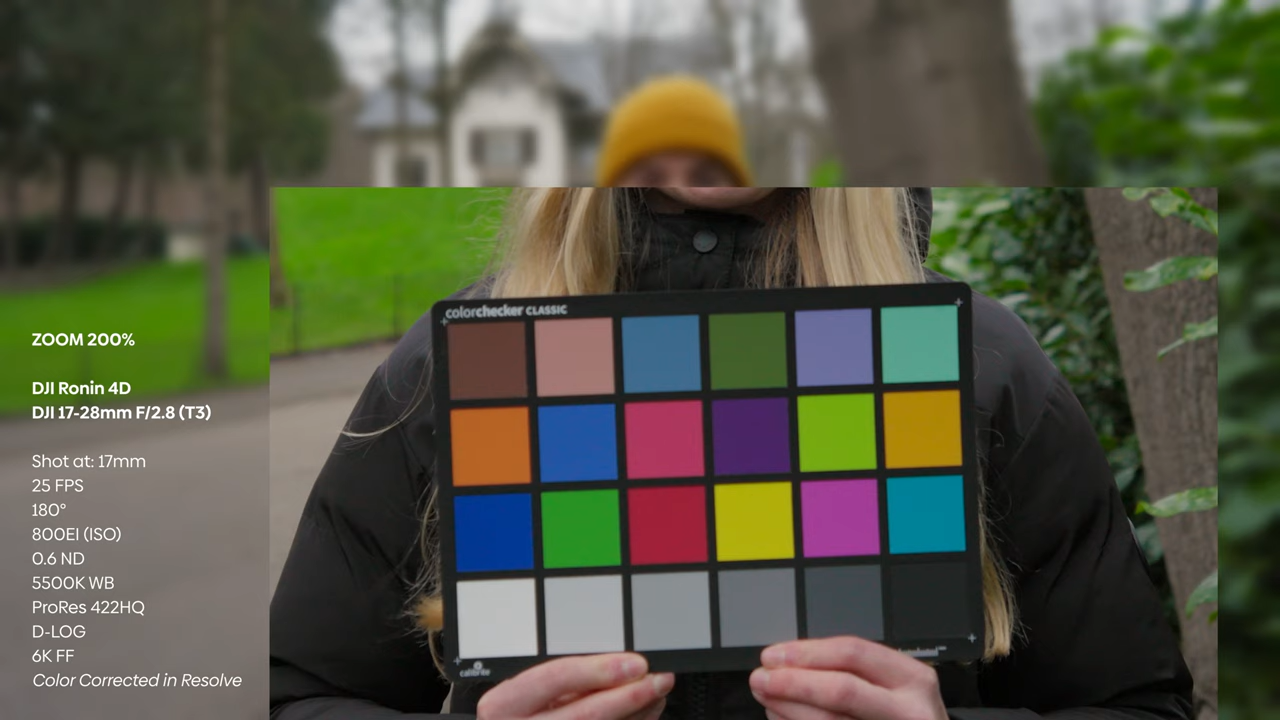 colorchecker CLASSIC
ZOOM 200%
DJI Ronin 4D
DJI 17-28mm F/2.8 (T3)
Shot at: 17mm
25 FPS
180°
800EI (ISO)
0.6 ND
5500K WB
ProRes 422HQ
D-LOG
6K FF
Color Corrected in Resolve
calibrite